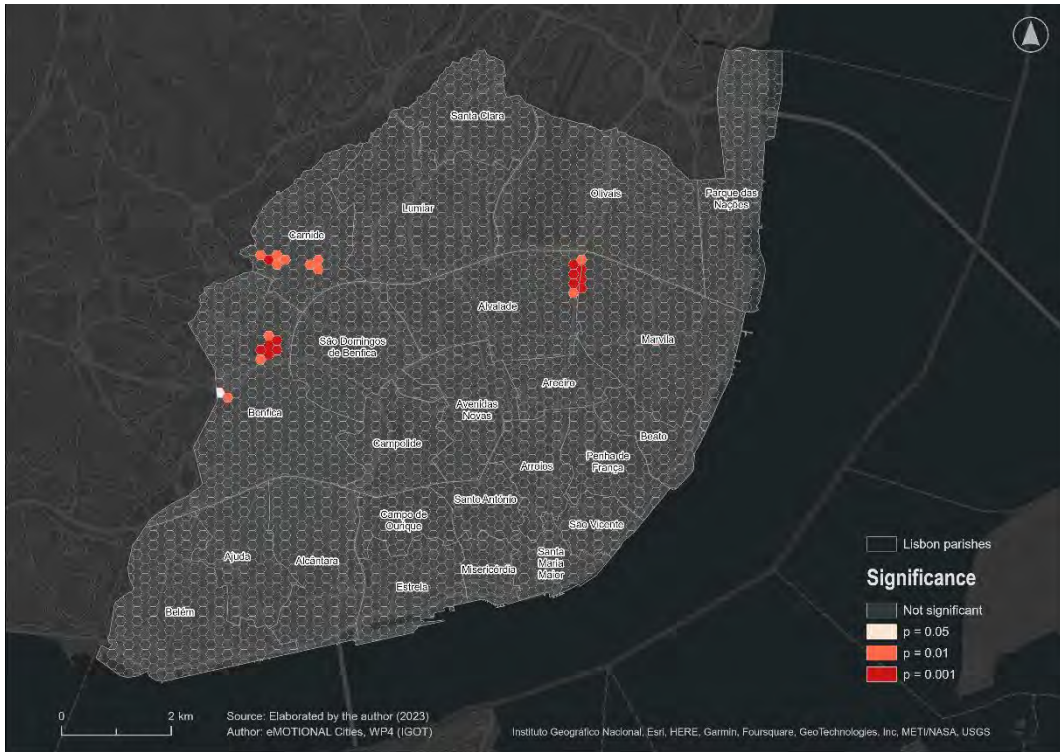 Santa Clara
Olivais
Parque das
Nações
Lumiar
Carnide
Alvalade
São Domingos
de Benfica
Marvila
Areeiro
Avenidas
Novas
Benfica
Campolide
Beato
Penha de
França
Arroios
Santo António
Campo de
Ourique
São Vicente
Ajuda
Alcântara
Santa
Maria
Maior
Misericórdia
Estrela
Belém
Lisbon parishes
Significance
Not significant
p = 0.05
p = 0.01
p = 0.001
0 2 km
Source: Elaborated by the author (2023)
Author: eMOTIONAL Cities, WP4 (IGOT)
Instituto Geográfico Nacional, Esri, HERE, Garmin, Foursquare, GeoTechnologies, Inc, METI/NASA, USGS